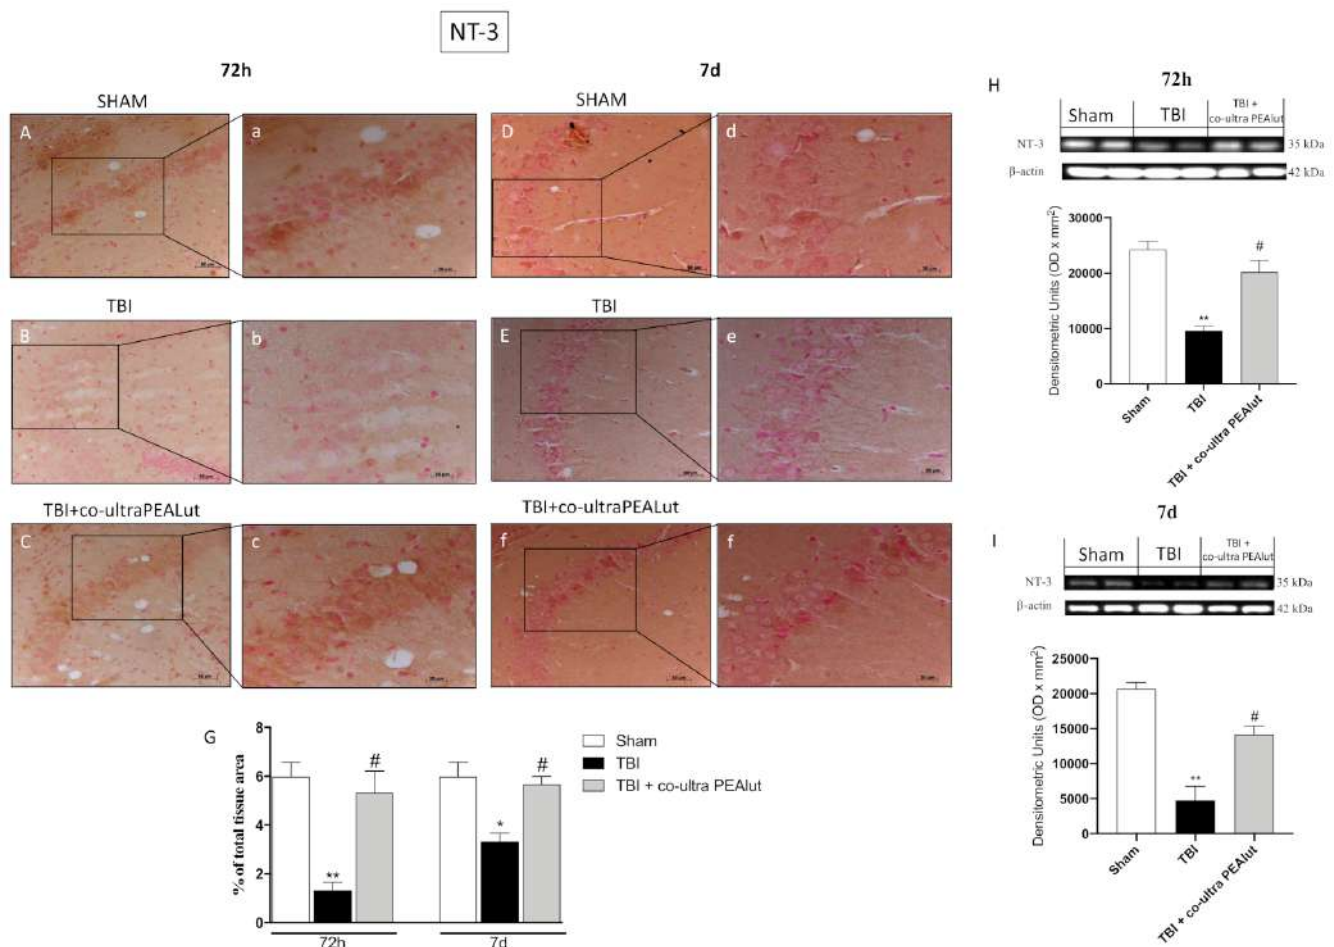 NT-3
72h
7d
SHAM
SHAM
A
a
D
d
TBI
TBI
B
b
E
e
TBI+co-ultraPEALut
TBI+co-ultraPEALut
C
c
f
f
G
% of total tissue area
8
6
4
2
0
**
#
*
#
72h
7d
Sham
TBI
TBI + co-ultra PEAlut
H
72h
Sham
TBI
TBI +
co-ultra PEAlut
NT-3
35 kDa
β-actin
42 kDa
Densitometric Units (OD x mm²)
30000
20000
10000
0
**
#
Sham
TBI
TBI + co-ultra PEAlut
7d
I
Sham
TBI
TBI +
co-ultra PEAlut
NT-3
35 kDa
β-actin
42 kDa
Densitometric Units (OD x mm²)
25000
20000
15000
10000
5000
0
**
#
Sham
TBI
TBI + co-ultra PEAlut